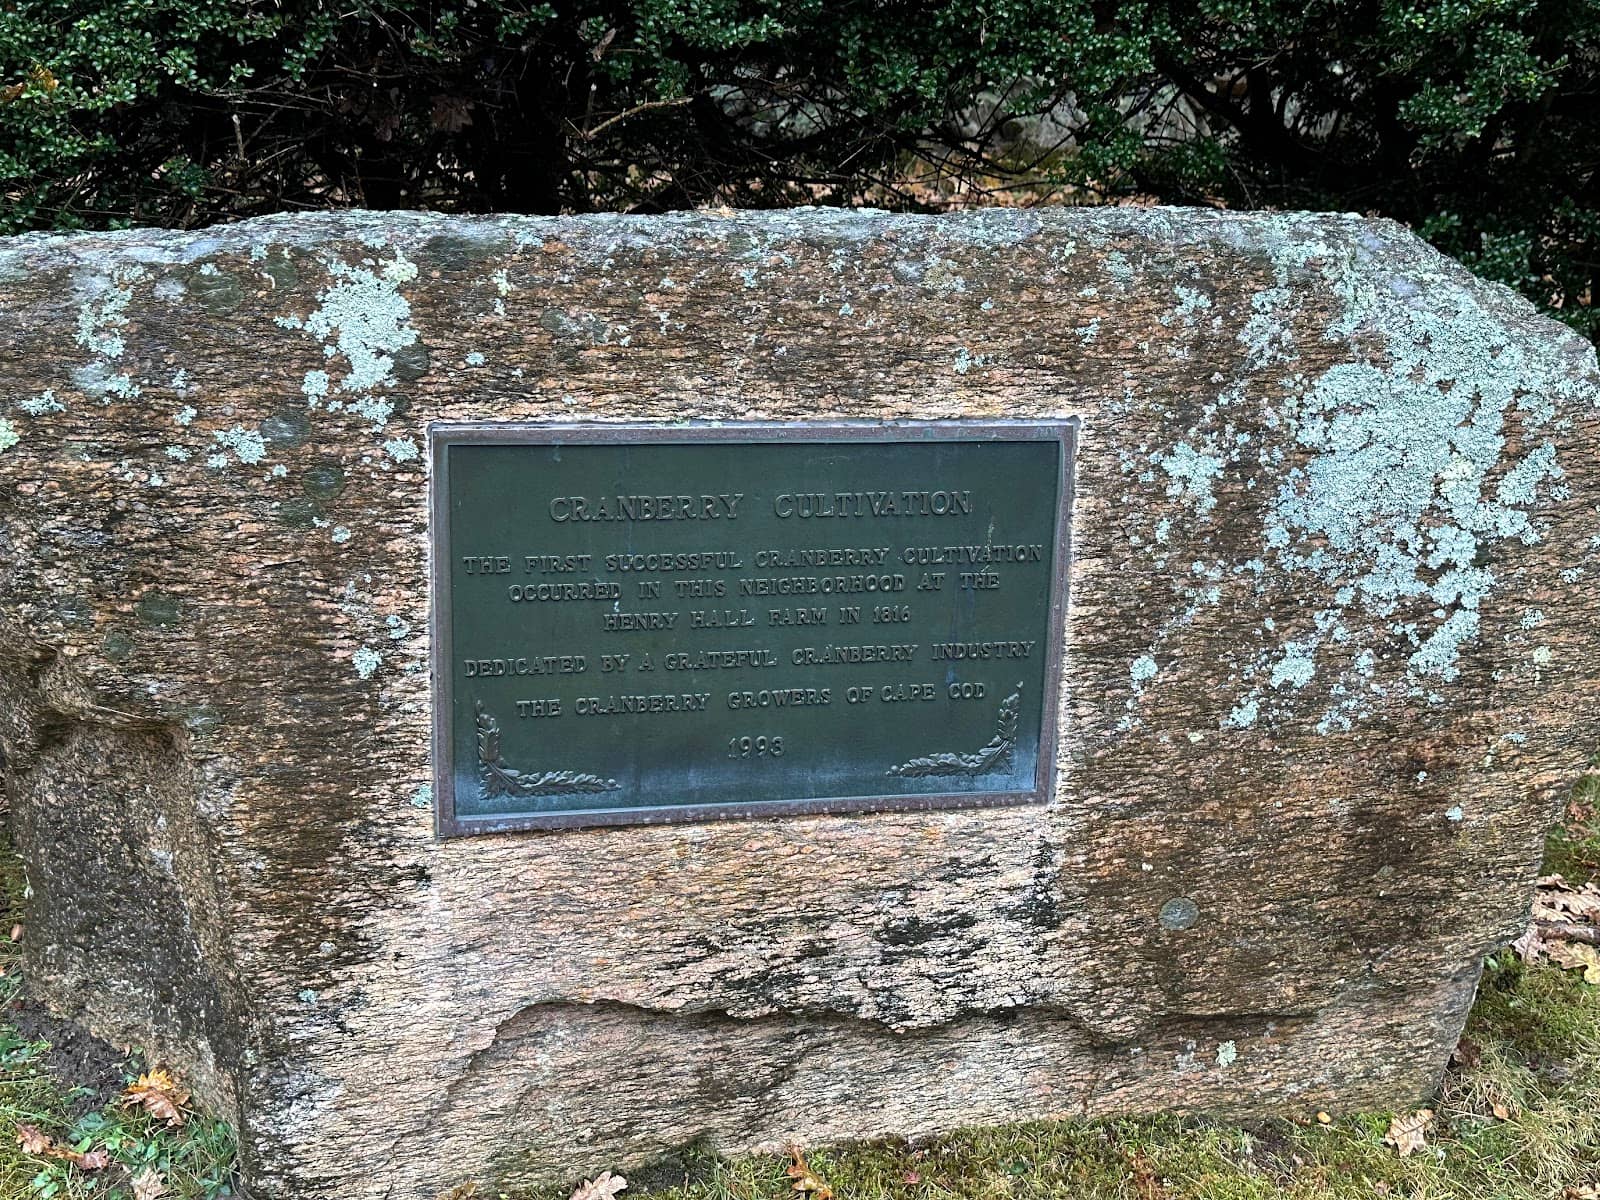 CRANBERRY CULTIVATION
THE FIRST SUCCESSFUL CRANBERRY CULTIVATION
OCCURRED IN THIS NEIGHBORHOOD AT THE
HENRY HALL FARM IN 1816
DEDICATED BY A GRATEFUL CRANBERRY INDUSTRY
THE CRANBERRY GROWERS OF CAPE COD
1993